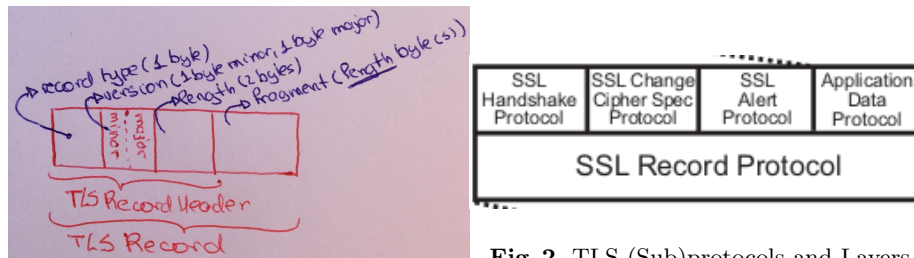 record type (1 byte)
version (1 byte minor, 1 byte major)
length (2 bytes)
fragment (length byte(s))
minor
major
TLS Record Header
TLS Record
SSL Handshake Protocol
SSL Change Cipher Spec Protocol
SSL Alert Protocol
Application Data Protocol
SSL Record Protocol
Fig. 2. TLS (Sub)protocols and Layers